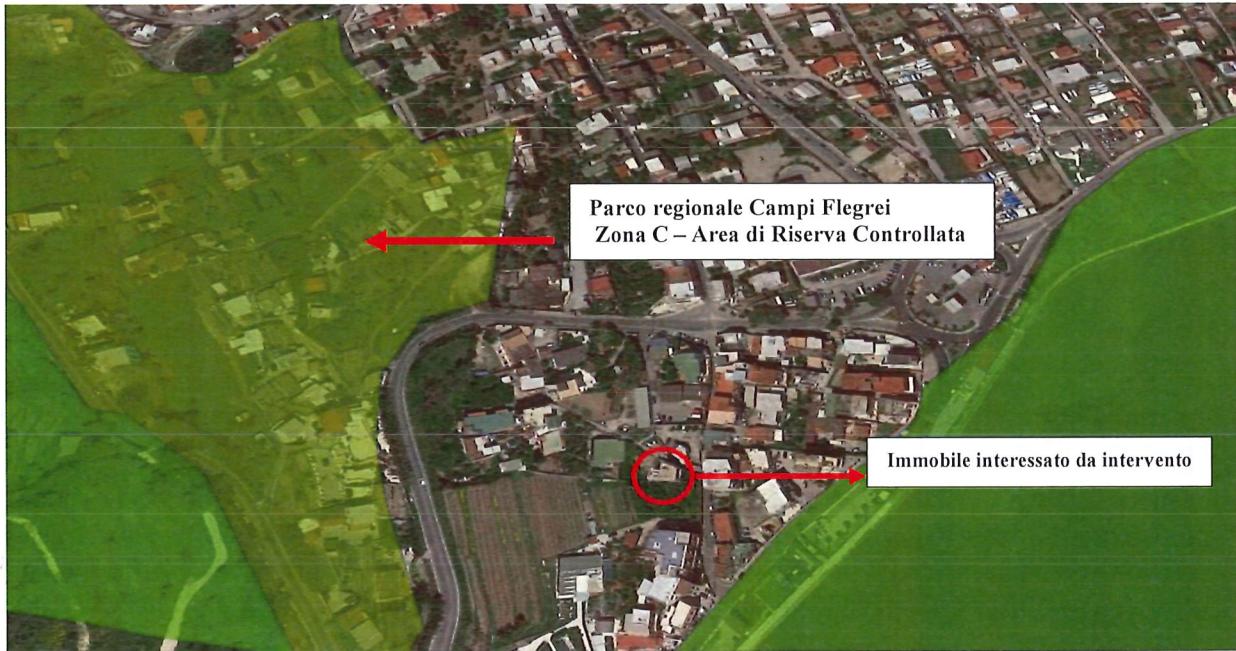 Parco regionale Campi Flegrei
Zona C – Area di Riserva Controllata
Immobile interessato da intervento